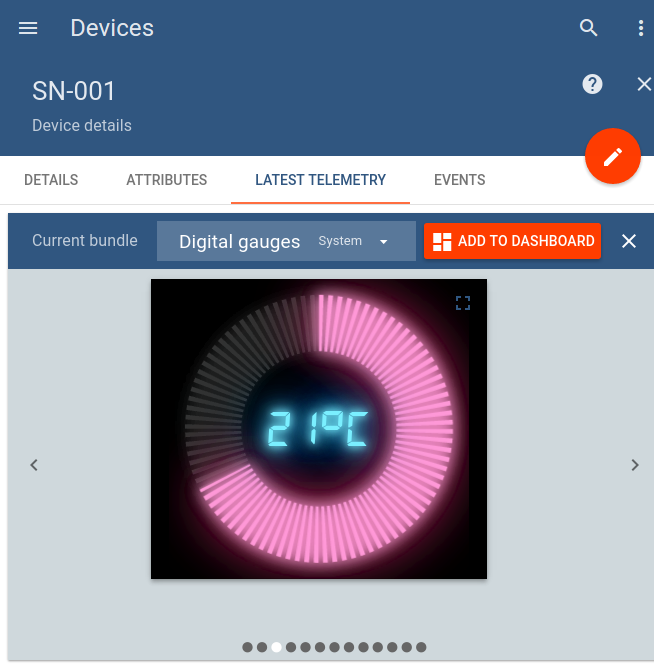 Devices
SN-001
Device details
DETAILS ATTRIBUTES LATEST TELEMETRY EVENTS
Current bundle Digital gauges System ADD TO DASHBOARD
21°C